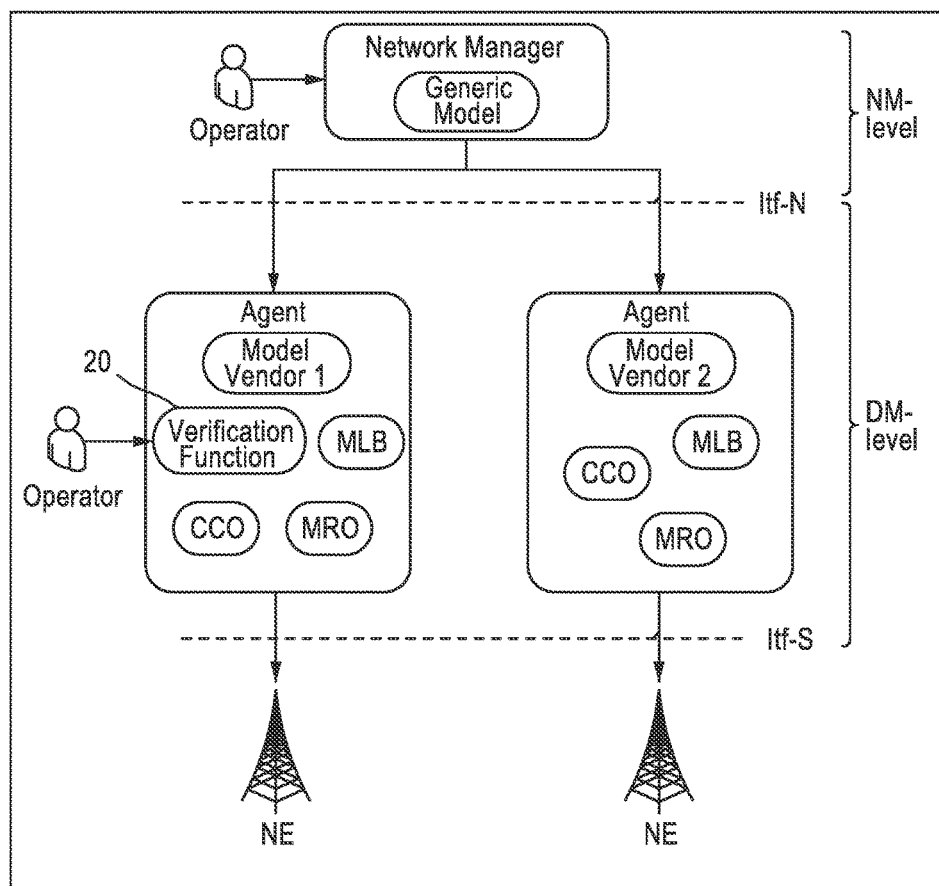 Network Manager
Generic
Model
Operator
NM-
level
Itf-N
Agent
Model
Vendor 1
20
Verification
Function
MLB
Operator
CCO
MRO
Agent
Model
Vendor 2
MLB
CCO
MRO
DM-
level
Itf-S
NE
NE